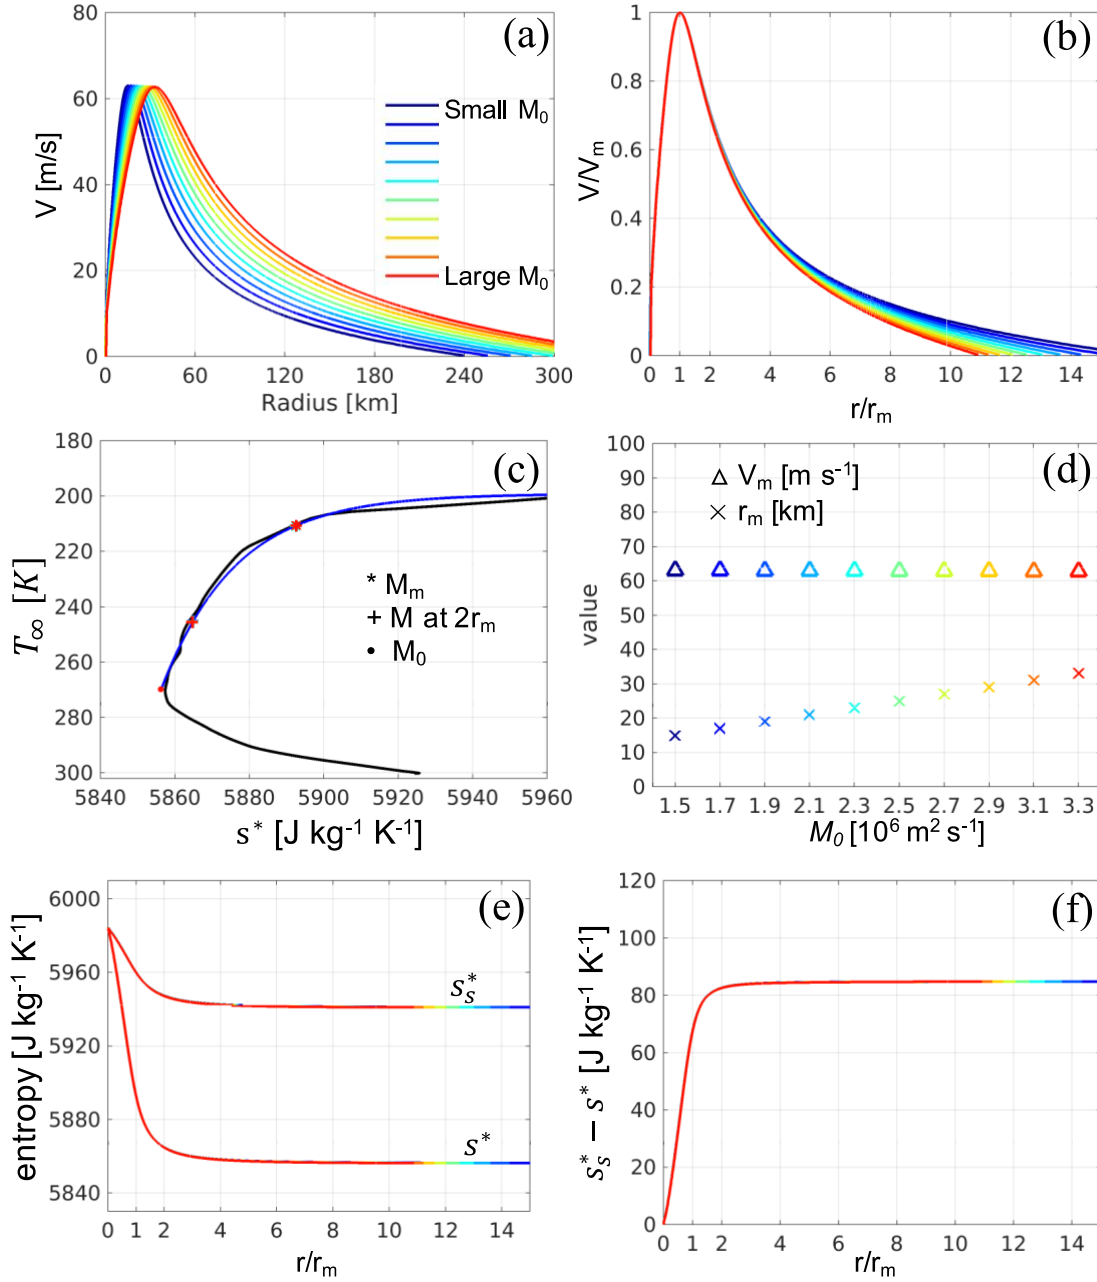 (a)
V [m/s]
80
60
40
20
0
Small M₀
Large M₀
0 60 120 180 240 300
Radius [km]
(b)
V/Vₘ
1
0.8
0.6
0.4
0.2
0
0 1 2 4 6 8 10 12 14
r/rₘ
(c)
T∞ [K]
180
200
220
240
260
280
300
* Mₘ
+ M at 2rₘ
• M₀
5840 5860 5880 5900 5920 5940 5960
s* [J kg⁻¹ K⁻¹]
(d)
value
100
90
80
70
60
50
40
30
20
10
0
△ Vₘ [m s⁻¹]
× rₘ [km]
1.5 1.7 1.9 2.1 2.3 2.5 2.7 2.9 3.1 3.3
M₀ [10⁶ m² s⁻¹]
(e)
entropy [J kg⁻¹ K⁻¹]
6000
5960
5920
5880
5840
sₛ*
s*
0 1 2 4 6 8 10 12 14
r/rₘ
(f)
sₛ* − s* [J kg⁻¹ K⁻¹]
120
100
80
60
40
20
0
0 1 2 4 6 8 10 12 14
r/rₘ